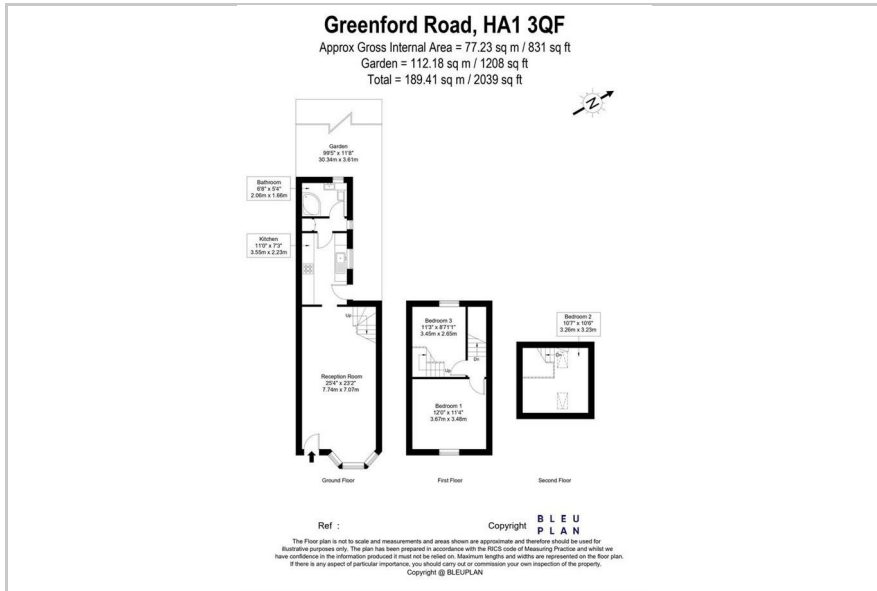 Greenford Road, HA1 3QF
Approx Gross Internal Area = 77.23 sq m / 831 sq ft
Garden = 112.18 sq m / 1208 sq ft
Total = 189.41 sq m / 2039 sq ft
N
Garden
99'5" x 11'8"
30.34m x 3.61m
Bathroom
6'8" x 5'4"
2.06m x 1.66m
Kitchen
11'0" x 7'3"
3.55m x 2.23m
Up
Reception Room
25'4" x 23'2"
7.74m x 7.07m
Ground Floor
Bedroom 3
11'3" x 8'71'1"
3.45m x 2.65m
Dn
Up
Bedroom 1
12'0" x 11'4"
3.67m x 3.48m
First Floor
Bedroom 2
10'7" x 10'6"
3.26m x 3.23m
Dn
Second Floor
Ref :
Copyright
BLEU
PLAN
The Floor plan is not to scale and measurements and areas shown are approximate and therefore should be used for
illustrative purposes only. The plan has been prepared in accordance with the RICS code of Measuring Practice and whilst we
have confidence in the information produced it must not be relied on. Maximum lengths and widths are represented on the floor plan.
If there is any aspect of particular importance, you should carry out or commission your own inspection of the property.
Copyright @ BLEUPLAN